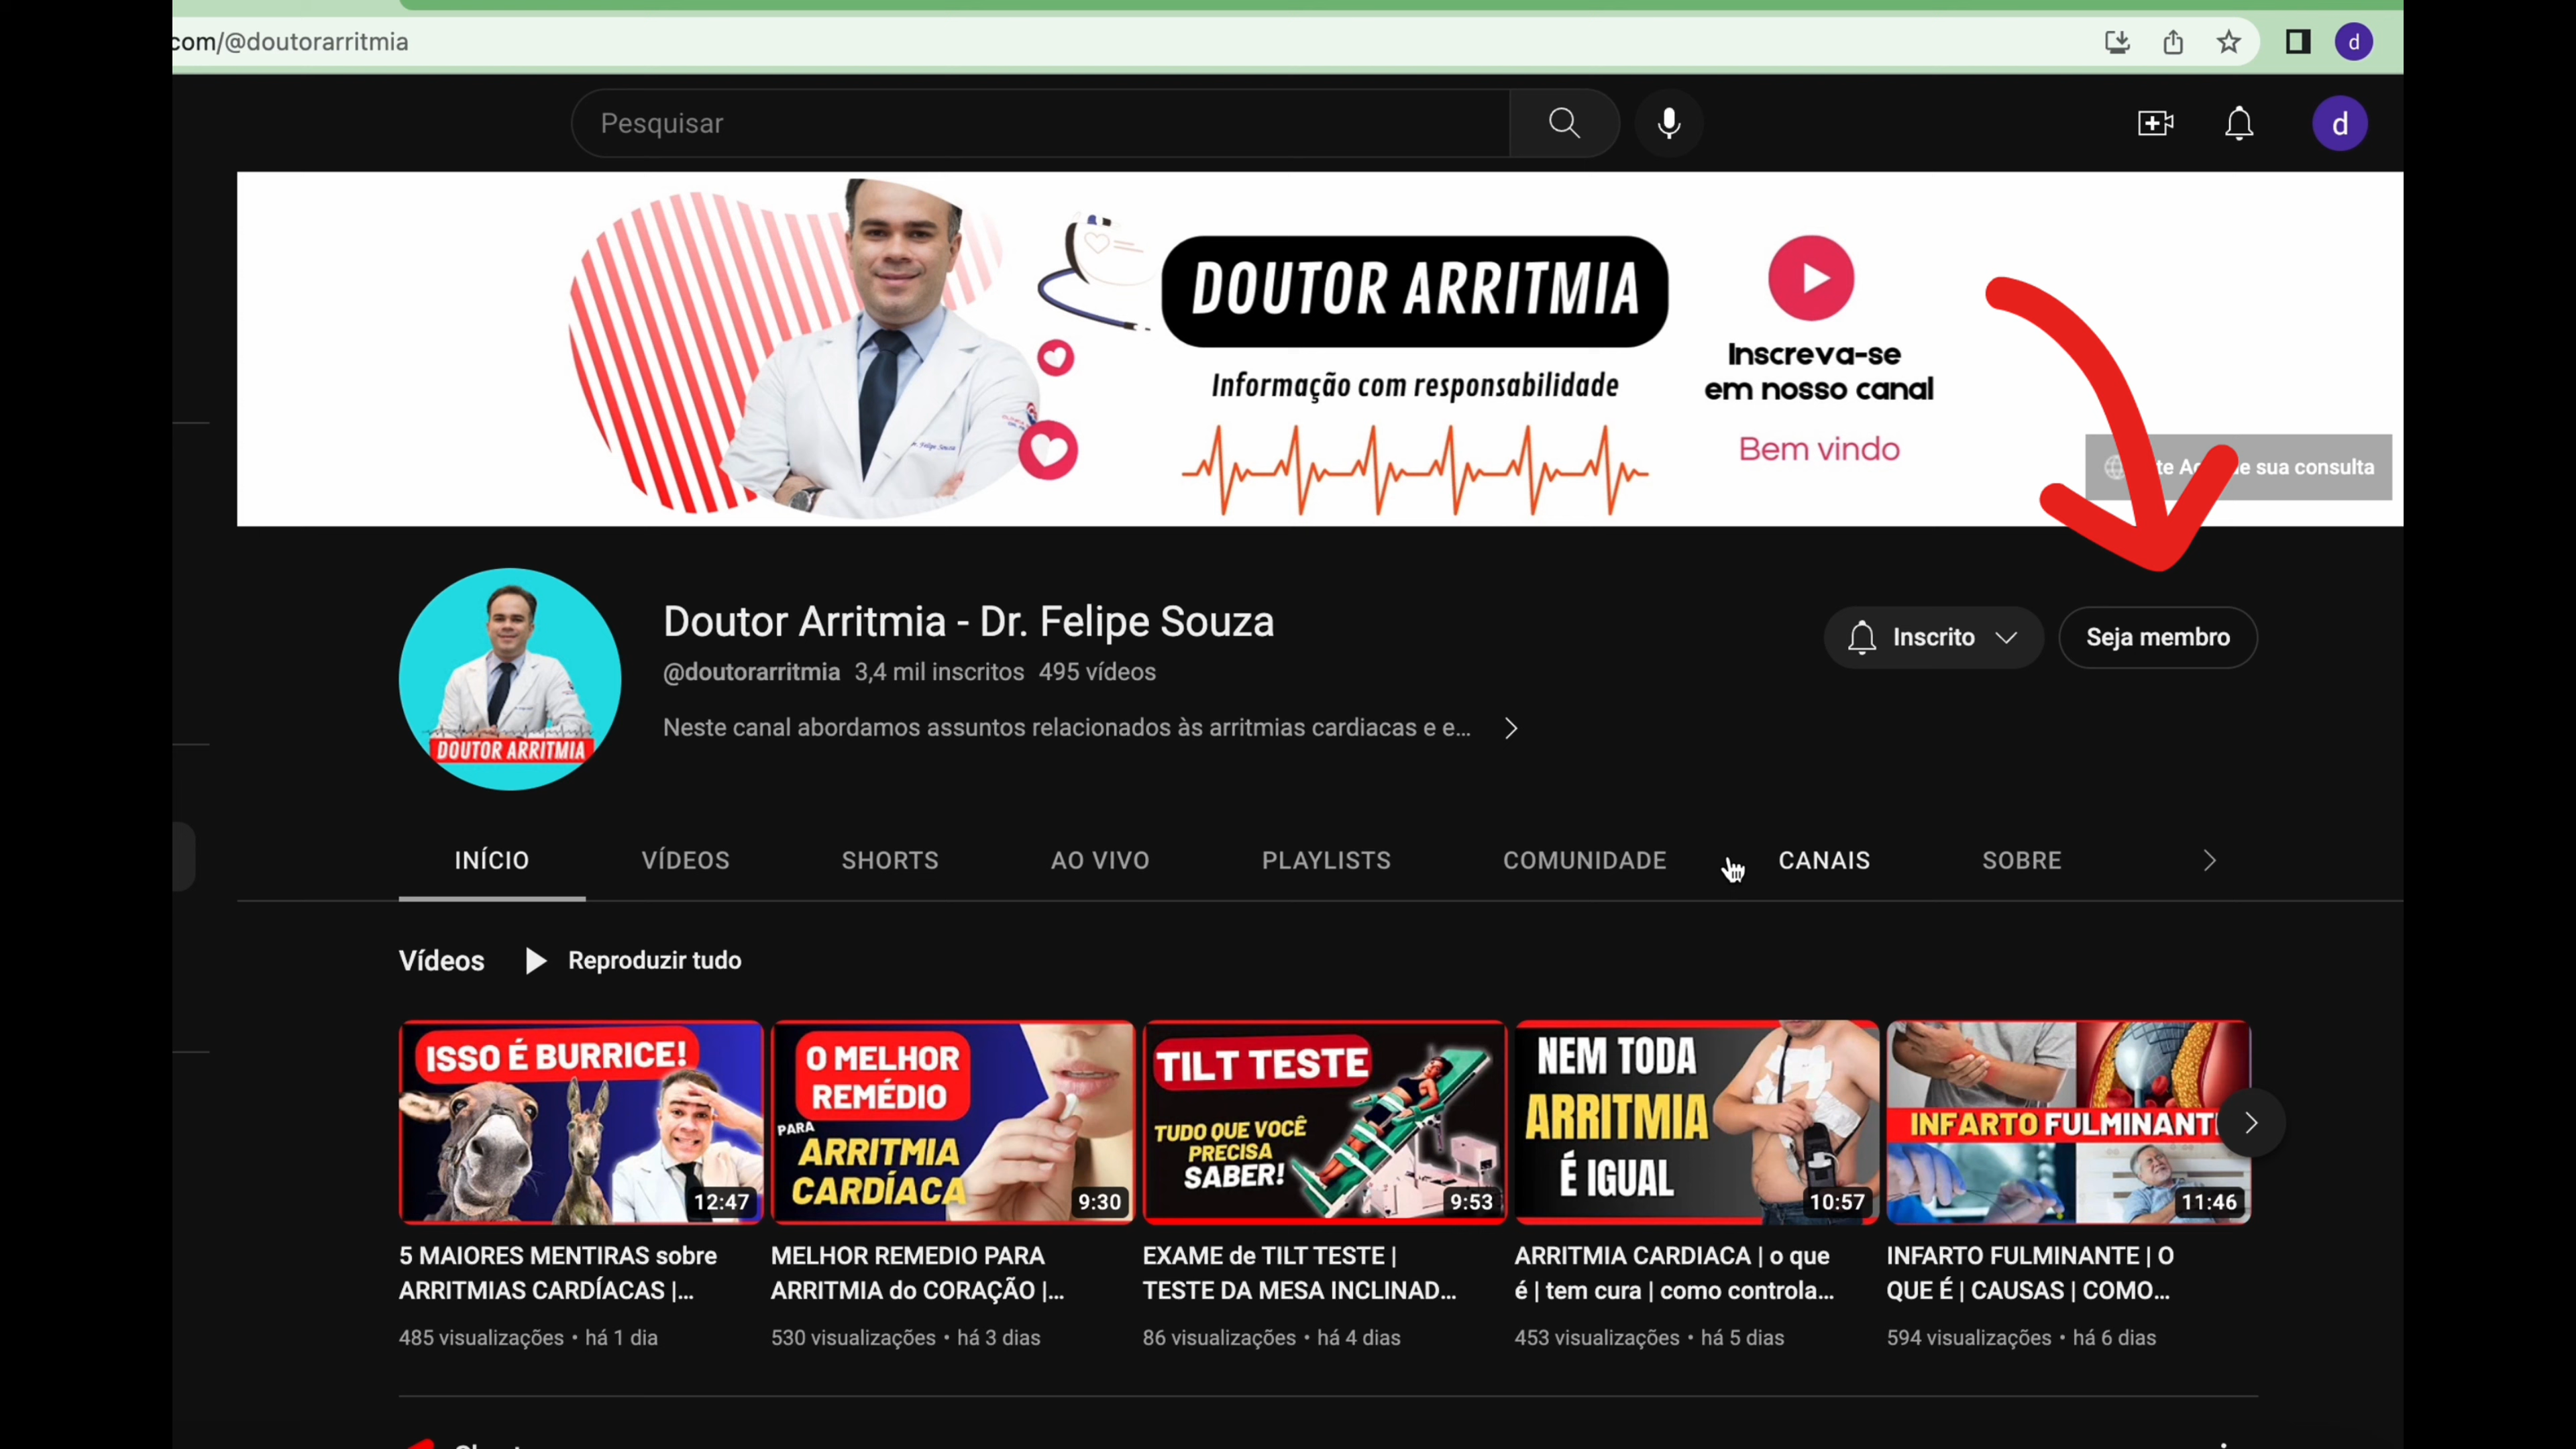 com/@doutorarritmia
d
Pesquisar
d
DOUTOR ARRITMIA
Informação com responsabilidade
Inscreva-se
em nosso canal
Bem vindo
sua consulta
Doutor Arritmia - Dr. Felipe Souza
@doutorarritmia 3,4 mil inscritos 495 vídeos
Neste canal abordamos assuntos relacionados às arritmias cardiacas e e...
Inscrito
Seja membro
DOUTOR ARRITMIA
INÍCIO VÍDEOS SHORTS AO VIVO PLAYLISTS COMUNIDADE CANAIS SOBRE
Vídeos Reproduzir tudo
ISSO É BURRICE!
12:47
O MELHOR
REMÉDIO
PARA
ARRITMIA
CARDÍACA
9:30
TILT TESTE
TUDO QUE VOCÊ
PRECISA
SABER!
9:53
NEM TODA
ARRITMIA
É IGUAL
10:57
INFARTO FULMINANT
11:46
5 MAIORES MENTIRAS sobre
ARRITMIAS CARDÍACAS |...
485 visualizações • há 1 dia
MELHOR REMEDIO PARA
ARRITMIA do CORAÇÃO |...
530 visualizações • há 3 dias
EXAME de TILT TESTE |
TESTE DA MESA INCLINAD...
86 visualizações • há 4 dias
ARRITMIA CARDIACA | o que
é | tem cura | como controla...
453 visualizações • há 5 dias
INFARTO FULMINANTE | O
QUE É | CAUSAS | COMO...
594 visualizações • há 6 dias